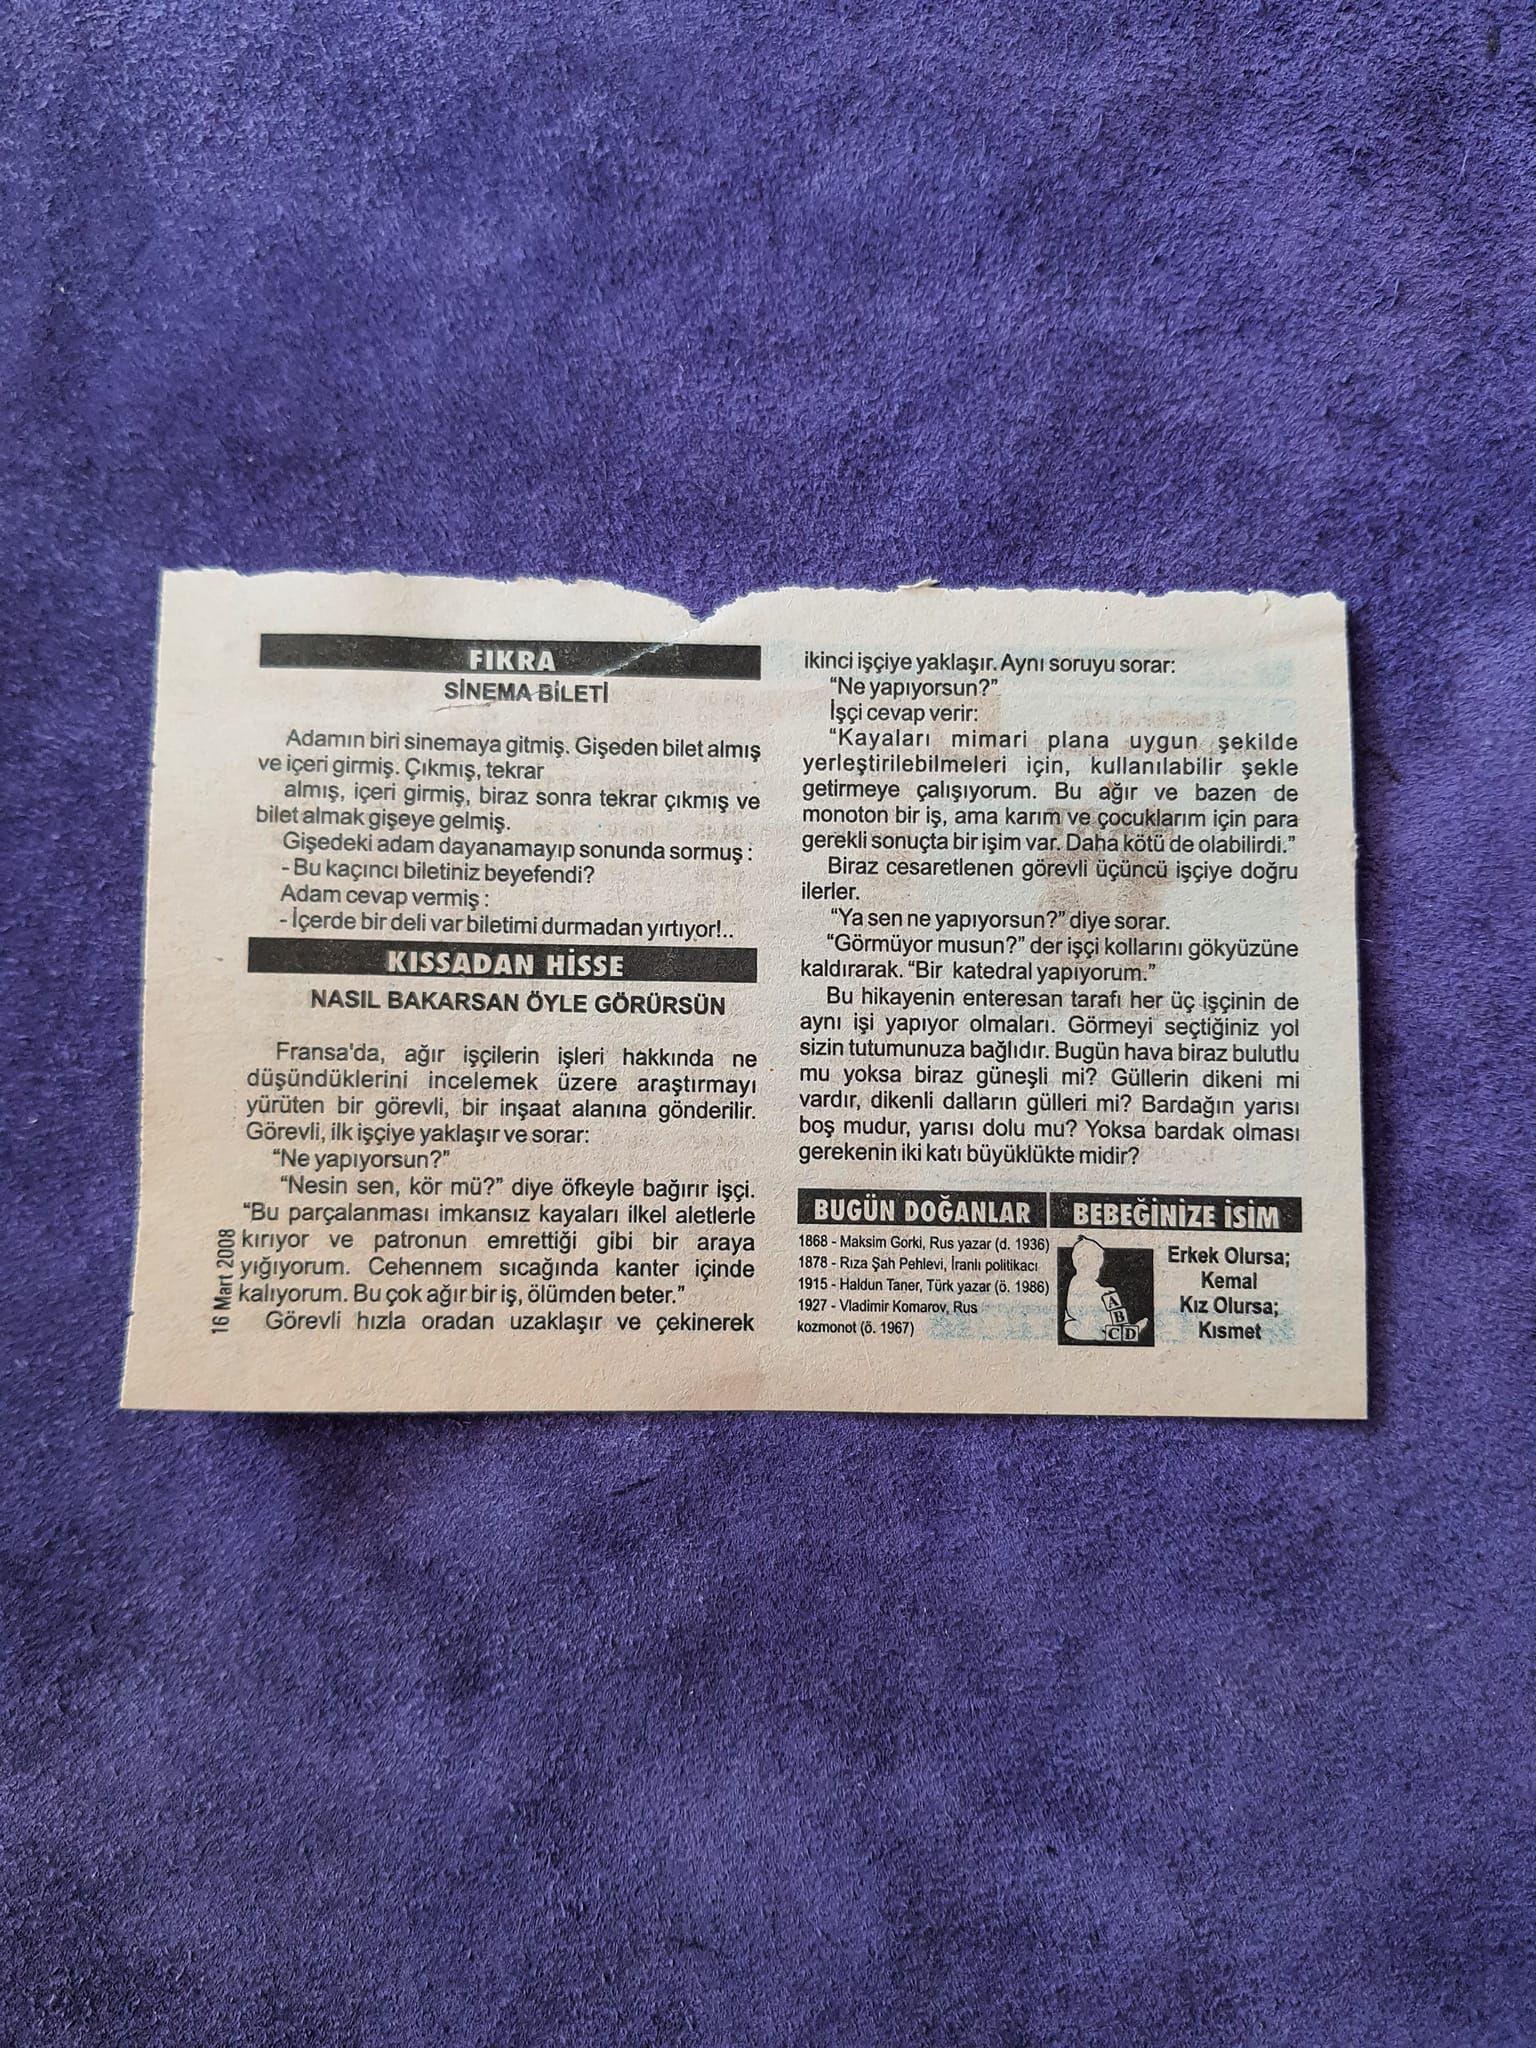 FIKRA
SİNEMA BİLETİ
Adamın biri sinemaya gitmiş. Gişeden bilet almış
ve içeri girmiş. Çıkmış, tekrar
almış, içeri girmiş, biraz sonra tekrar çıkmış ve
bilet almak gişeye gelmiş.
Gişedeki adam dayanamayıp sonunda sormuş :
- Bu kaçıncı biletiniz beyefendi?
Adam cevap vermiş :
- İçerde bir deli var biletimi durmadan yırtıyor!..
KISSADAN HİSSE
NASIL BAKARSAN ÖYLE GÖRÜRSÜN
Fransa'da, ağır işçilerin işleri hakkında ne
düşündüklerini incelemek üzere araştırmayı
yürüten bir görevli, bir inşaat alanına gönderilir.
Görevli, ilk işçiye yaklaşır ve sorar:
“Ne yapıyorsun?”
“Nesin sen, kör mü?” diye öfkeyle bağırır işçi.
“Bu parçalanması imkansız kayaları ilkel aletlerle
kırıyor ve patronun emrettiği gibi bir araya
yığıyorum. Cehennem sıcağında kanter içinde
kalıyorum. Bu çok ağır bir iş, ölümden beter.”
Görevli hızla oradan uzaklaşır ve çekinerek
16 Mart 2008
ikinci işçiye yaklaşır. Aynı soruyu sorar:
“Ne yapıyorsun?”
İşçi cevap verir:
“Kayaları mimari plana uygun şekilde
yerleştirilebilmeleri için, kullanılabilir şekle
getirmeye çalışıyorum. Bu ağır ve bazen de
monoton bir iş, ama karım ve çocuklarım için para
gerekli sonuçta bir işim var. Daha kötü de olabilirdi.”
Biraz cesaretlenen görevli üçüncü işçiye doğru
ilerler.
“Ya sen ne yapıyorsun?” diye sorar.
“Görmüyor musun?” der işçi kollarını gökyüzüne
kaldırarak. “Bir katedral yapıyorum.”
Bu hikayenin enteresan tarafı her üç işçinin de
aynı işi yapıyor olmaları. Görmeyi seçtiğiniz yol
sizin tutumunuza bağlıdır. Bugün hava biraz bulutlu
mu yoksa biraz güneşli mi? Güllerin dikeni mi
vardır, dikenli dalların gülleri mi? Bardağın yarısı
boş mudur, yarısı dolu mu? Yoksa bardak olması
gerekenin iki katı büyüklükte midir?
BUGÜN DOĞANLAR
1868 - Maksim Gorki, Rus yazar (d. 1936)
1878 - Rıza Şah Pehlevi, İranlı politikacı
1915 - Haldun Taner, Türk yazar (ö. 1986)
1927 - Vladimir Komarov, Rus
kozmonot (ö. 1967)
BEBEĞİNİZE İSİM
A
B
C D
Erkek Olursa;
Kemal
Kız Olursa;
Kısmet